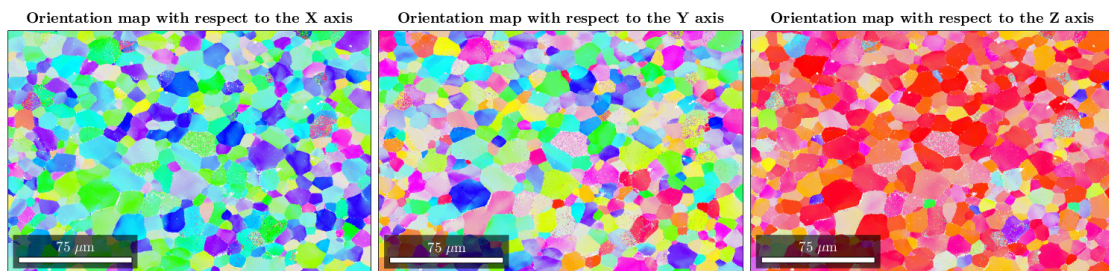 Orientation map with respect to the X axis
Orientation map with respect to the Y axis
Orientation map with respect to the Z axis
75 μm
75 μm
75 μm